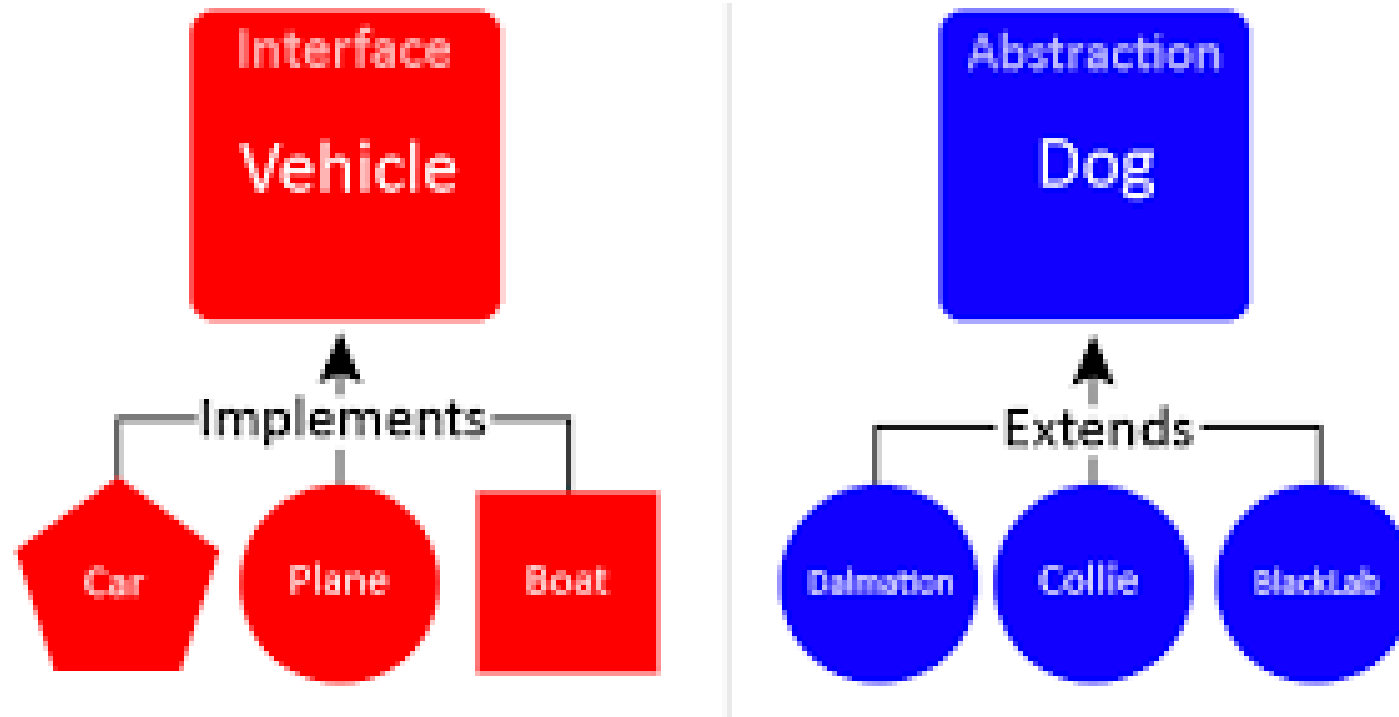 Interface
Vehicle
Implements
Car
Plane
Boat
Abstraction
Dog
Extends
Dalmation
Collie
BlackLab